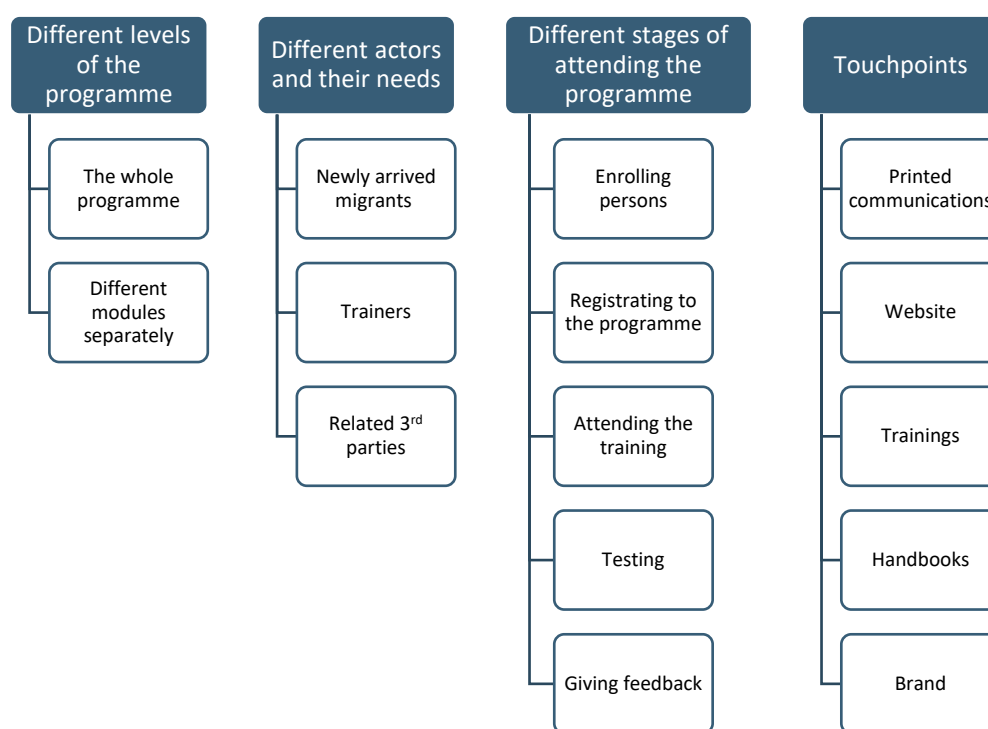 Different levels
of the
programme
The whole
programme
Different
modules
separately
Different actors
and their needs
Newly arrived
migrants
Trainers
Related 3rd
parties
Different stages of
attending the
programme
Enrolling
persons
Registrating to
the programme
Attending the
training
Testing
Giving feedback
Touchpoints
Printed
communications
Website
Trainings
Handbooks
Brand